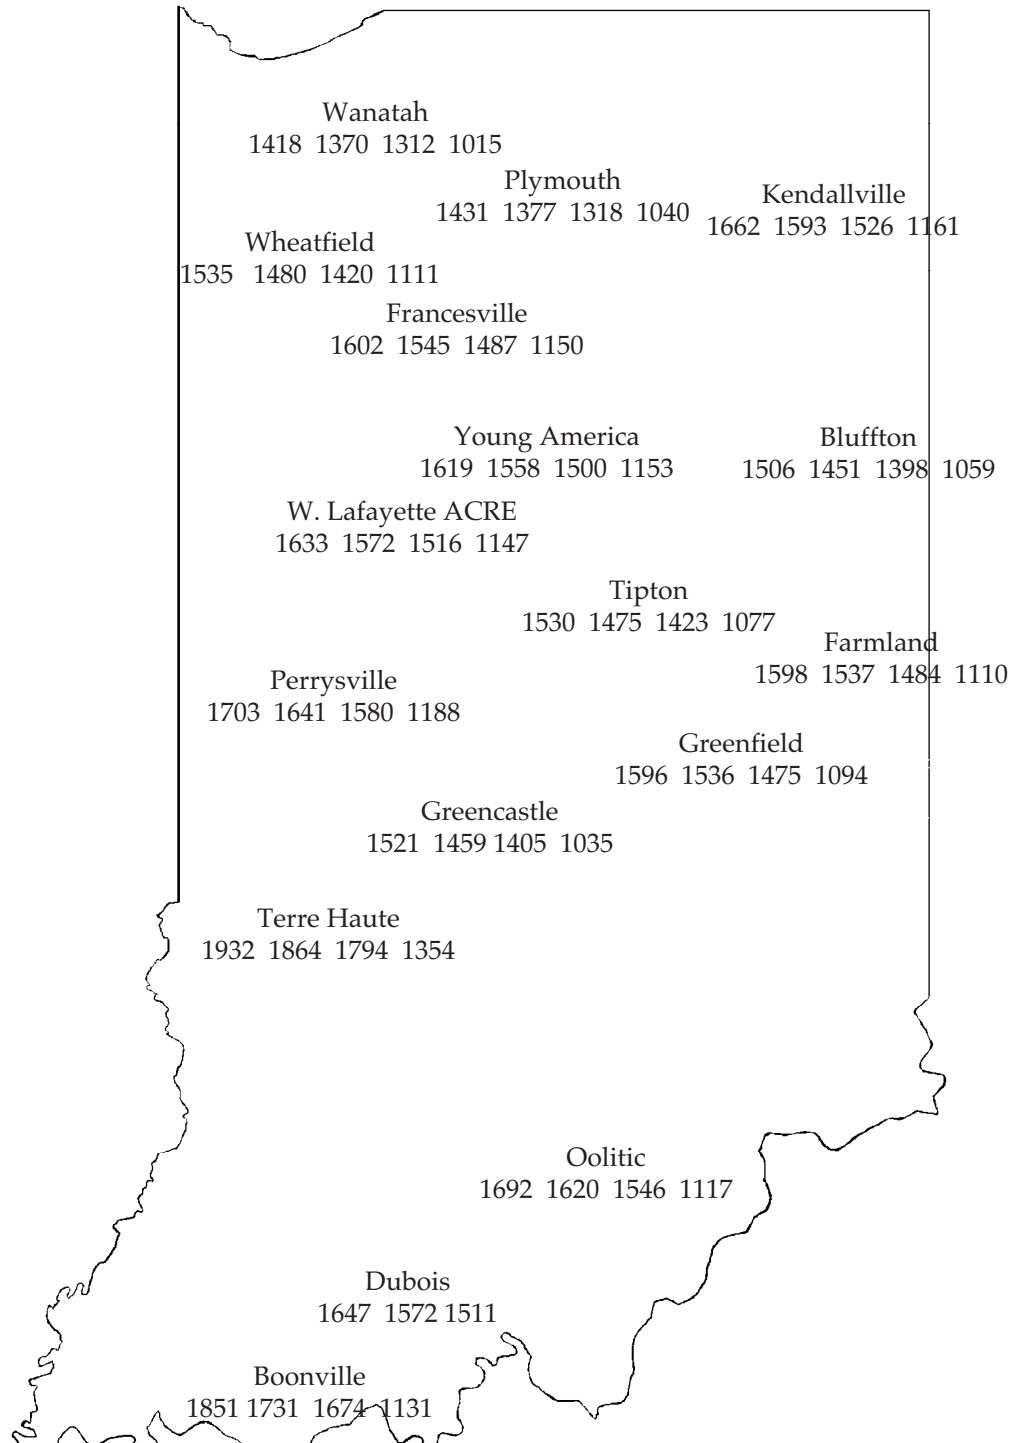 Wanatah
1418 1370 1312 1015
Plymouth
1431 1377 1318 1040
Kendallville
1662 1593 1526 1161
Wheatfield
1535 1480 1420 1111
Francesville
1602 1545 1487 1150
Young America
1619 1558 1500 1153
Bluffton
1506 1451 1398 1059
W. Lafayette ACRE
1633 1572 1516 1147
Tipton
1530 1475 1423 1077
Farmland
1598 1537 1484 1110
Perrysville
1703 1641 1580 1188
Greenfield
1596 1536 1475 1094
Greencastle
1521 1459 1405 1035
Terre Haute
1932 1864 1794 1354
Oolitic
1692 1620 1546 1117
Dubois
1647 1572 1511
Boonville
1851 1731 1674 1131